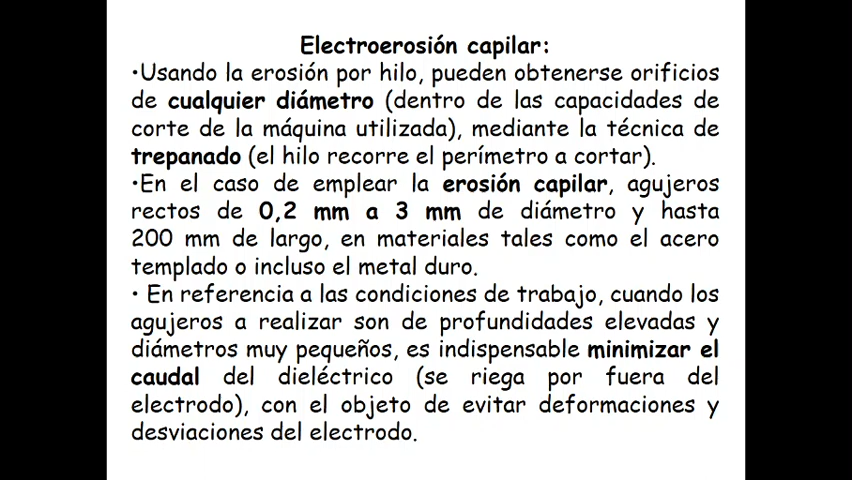 Electroerosión capilar:
•Usando la erosión por hilo, pueden obtenerse orificios
de cualquier diámetro (dentro de las capacidades de
corte de la máquina utilizada), mediante la técnica de
trepanado (el hilo recorre el perímetro a cortar).
•En el caso de emplear la erosión capilar, agujeros
rectos de 0,2 mm a 3 mm de diámetro y hasta
200 mm de largo, en materiales tales como el acero
templado o incluso el metal duro.
• En referencia a las condiciones de trabajo, cuando los
agujeros a realizar son de profundidades elevadas y
diámetros muy pequeños, es indispensable minimizar el
caudal del dieléctrico (se riega por fuera del
electrodo), con el objeto de evitar deformaciones y
desviaciones del electrodo.